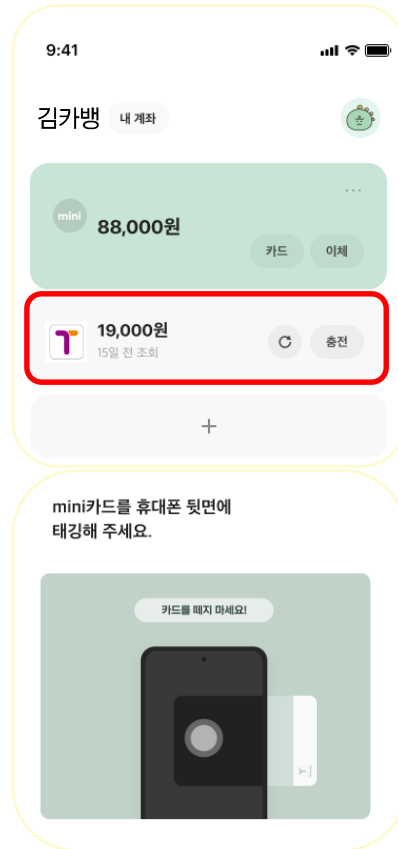 9:41
김카뱅 내 계좌
mini
88,000원
카드 이체
19,000원
15일 전 조회
충전
mini카드를 휴대폰 뒷면에
태깅해 주세요.
카드를 떼지 마세요!